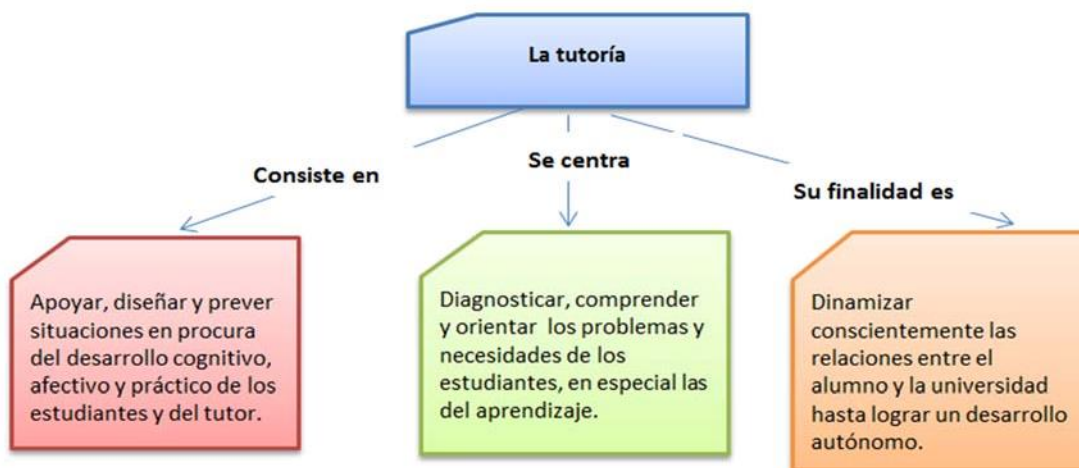 La tutoría
Consiste en
Se centra
Su finalidad es
Apoyar, diseñar y prever
situaciones en procura
del desarrollo cognitivo,
afectivo y práctico de los
estudiantes y del tutor.
Diagnosticar, comprender
y orientar los problemas y
necesidades de los
estudiantes, en especial las
del aprendizaje.
Dinamizar
conscientemente las
relaciones entre el
alumno y la universidad
hasta lograr un desarrollo
autónomo.